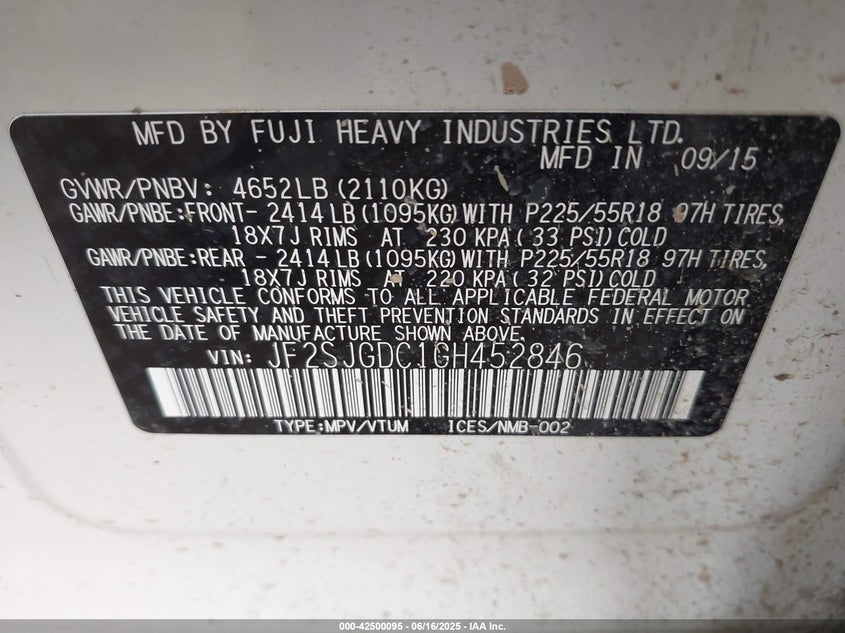 MFD BY FUJI HEAVY INDUSTRIES LTD.
MFD IN 09/15
GVWR/PNBV: 4652LB (2110KG)
GAWR/PNBE:FRONT- 2414 LB (1095KG) WITH P225/55R18 97H TIRES,
18X7J RIMS AT 230 KPA ( 33 PSI) COLD
GAWR/PNBE:REAR - 2414 LB (1095KG) WITH P225/55R18 97H TIRES,
18X7J RIMS AT 220 KPA ( 32 PSI) COLD
THIS VEHICLE CONFORMS TO ALL APPLICABLE FEDERAL MOTOR
VEHICLE SAFETY AND THEFT PREVENTION STANDARDS IN EFFECT ON
THE DATE OF MANUFACTURE SHOWN ABOVE.
VIN: JF2SJGDC1GH452846
TYPE:MPV/VTUM ICES/NMB-002
000-42500095 - 06/16/2025 - IAA Inc.